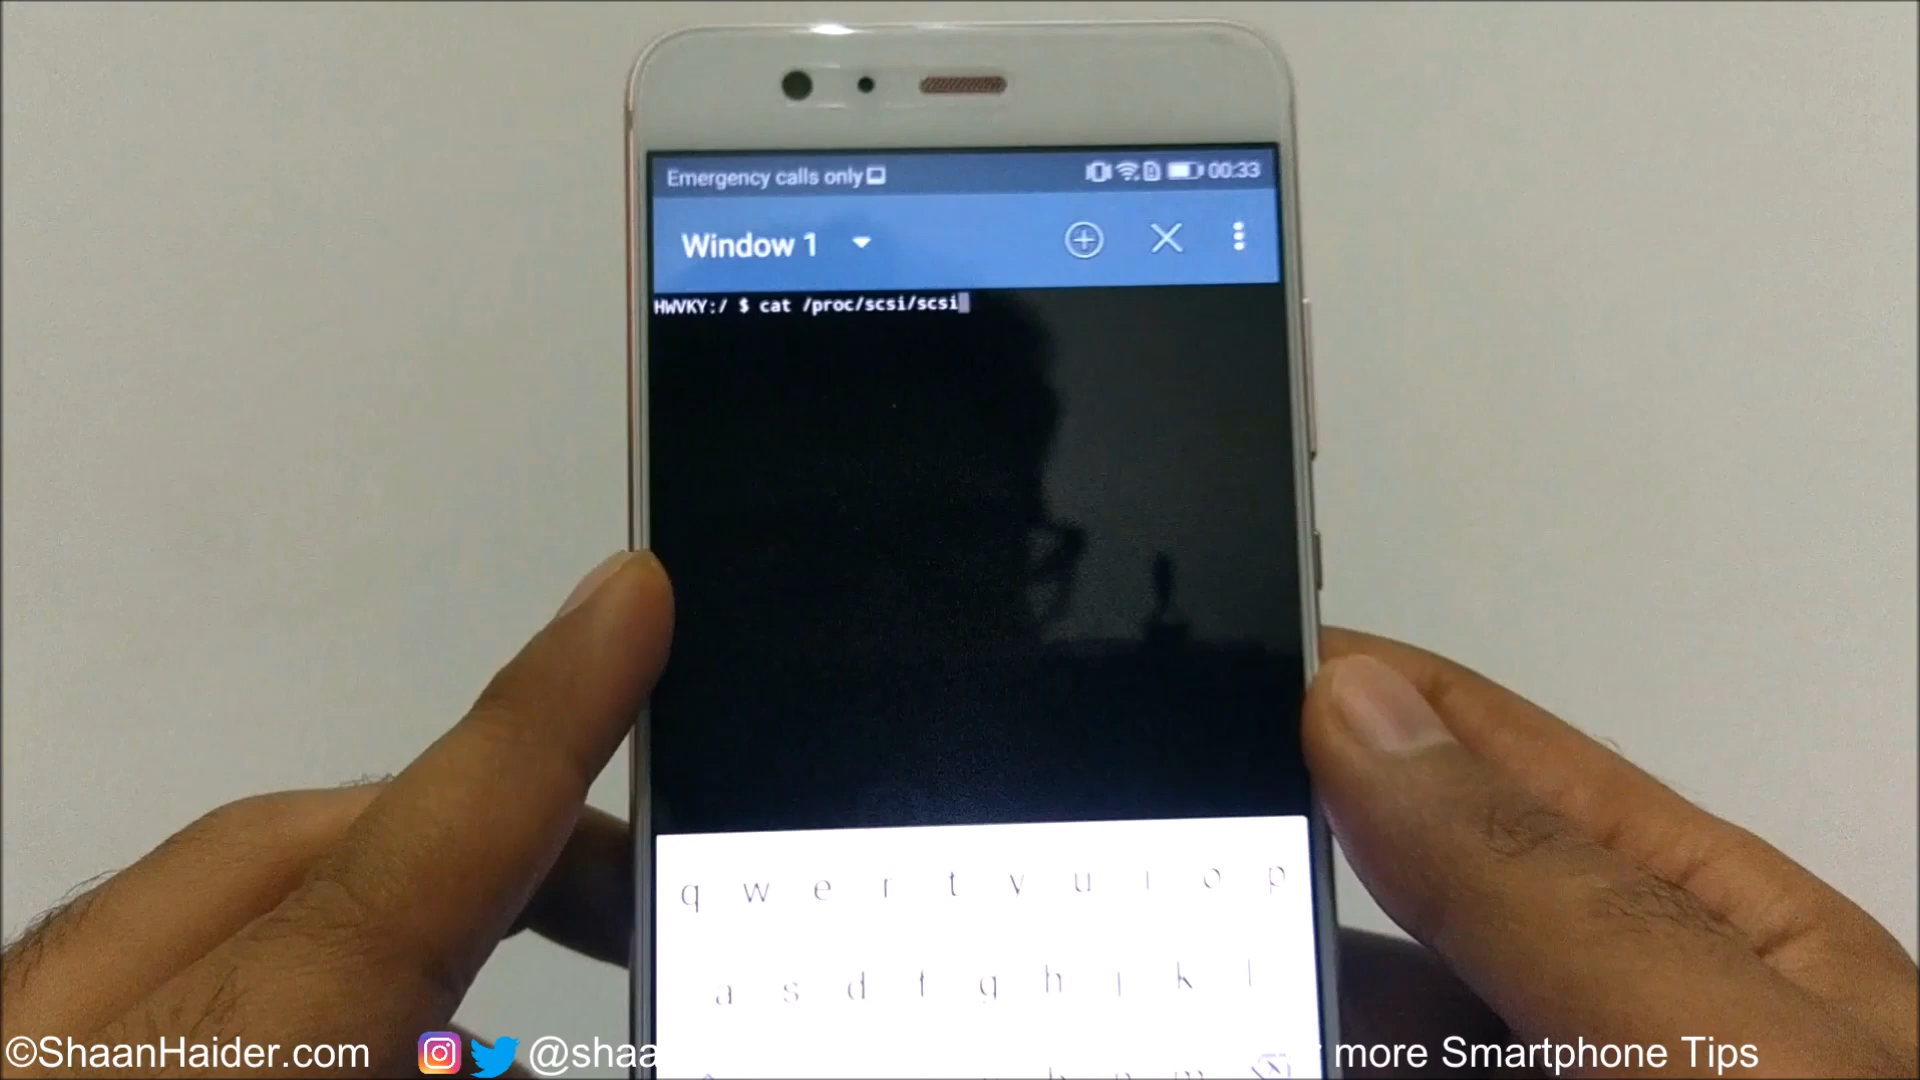 Emergency calls only 00:33
Window 1
HWVKY:/ $ cat /proc/scsi/scsi
q w e r t y u i o p
a s d f g h j k l
©ShaanHaider.com @shaa more Smartphone Tips